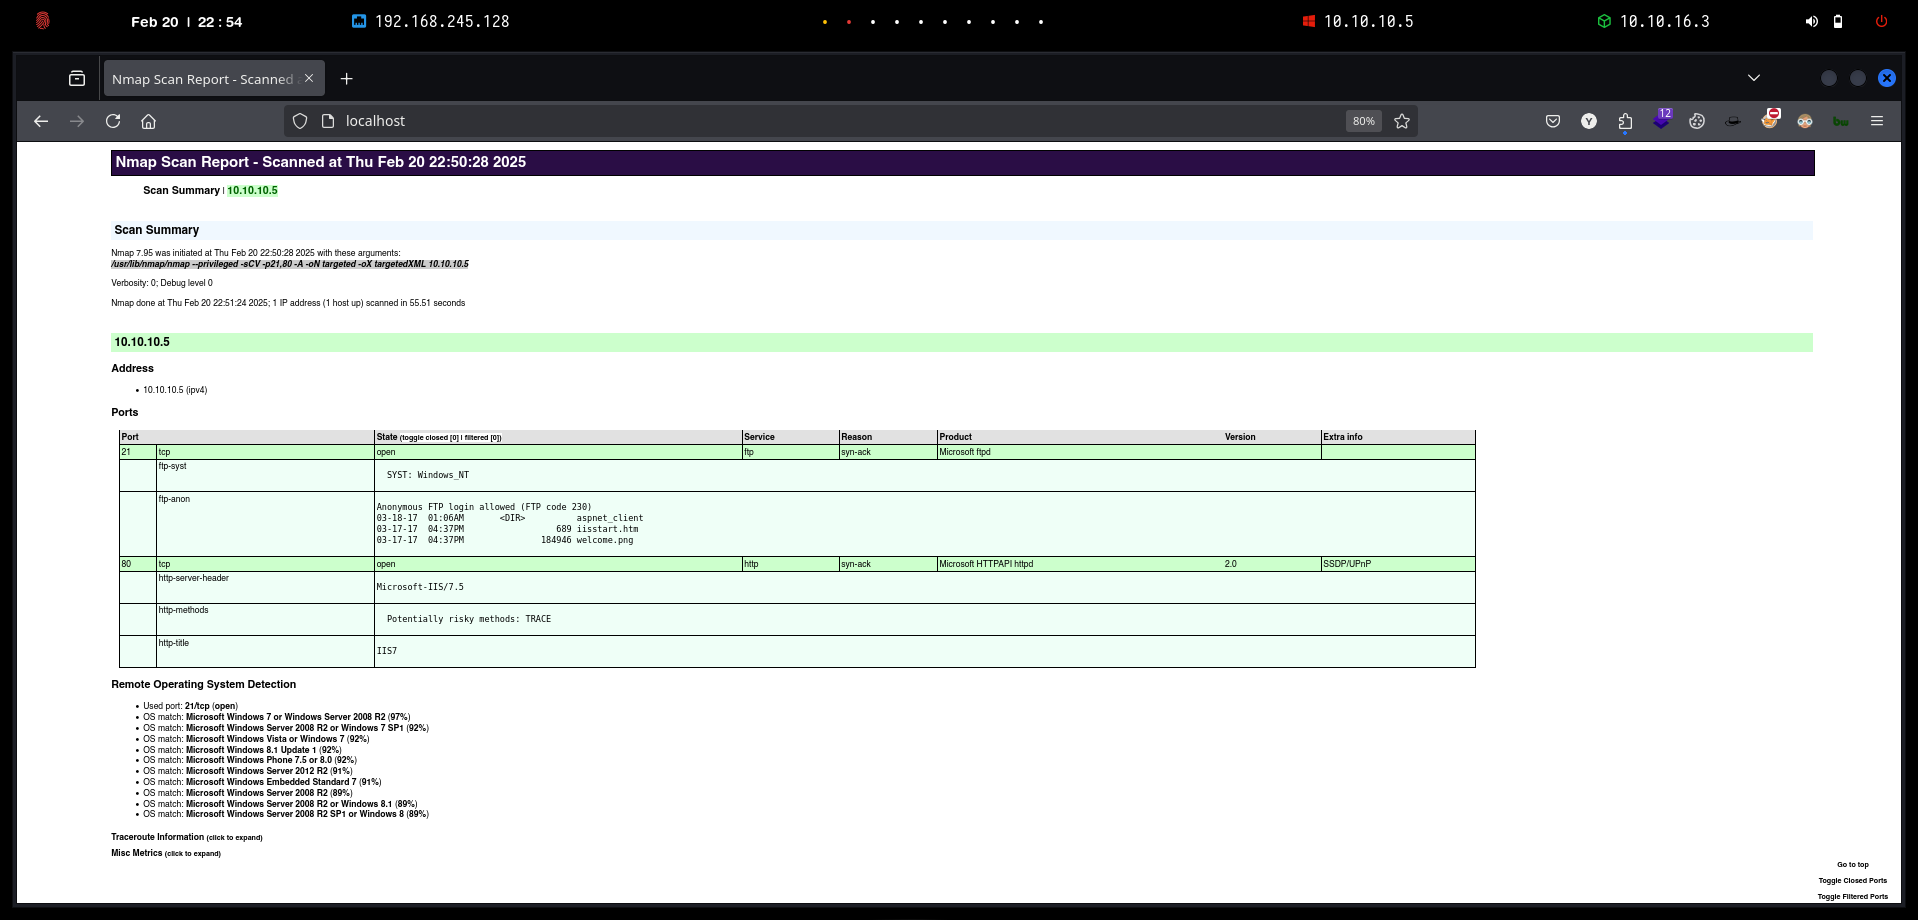 Feb 20 | 22 : 54
192.168.245.128
10.10.10.5
10.10.16.3
Nmap Scan Report - Scanned
localhost
80%
Y
12
bw
Nmap Scan Report - Scanned at Thu Feb 20 22:50:28 2025
Scan Summary | 10.10.10.5
Scan Summary
Nmap 7.95 was initiated at Thu Feb 20 22:50:28 2025 with these arguments:
/usr/lib/nmap/nmap --privileged -sCV -p21,80 -A -oN targeted -oX targetedXML 10.10.10.5
Verbosity: 0; Debug level 0
Nmap done at Thu Feb 20 22:51:24 2025; 1 IP address (1 host up) scanned in 55.51 seconds
10.10.10.5
Address
• 10.10.10.5 (ipv4)
Ports
Port State (toggle closed [0] | filtered [0]) Service Reason Product Version Extra info
21 tcp open ftp syn-ack Microsoft ftpd
ftp-syst
SYST: Windows_NT
ftp-anon
Anonymous FTP login allowed (FTP code 230)
03-18-17 01:06AM <DIR> aspnet_client
03-17-17 04:37PM 689 iisstart.htm
03-17-17 04:37PM 184946 welcome.png
80 tcp open http syn-ack Microsoft HTTPAPI httpd 2.0 SSDP/UPnP
http-server-header
Microsoft-IIS/7.5
http-methods
Potentially risky methods: TRACE
http-title
IIS7
Remote Operating System Detection
• Used port: 21/tcp (open)
• OS match: Microsoft Windows 7 or Windows Server 2008 R2 (97%)
• OS match: Microsoft Windows Server 2008 R2 or Windows 7 SP1 (92%)
• OS match: Microsoft Windows Vista or Windows 7 (92%)
• OS match: Microsoft Windows 8.1 Update 1 (92%)
• OS match: Microsoft Windows Phone 7.5 or 8.0 (92%)
• OS match: Microsoft Windows Server 2012 R2 (91%)
• OS match: Microsoft Windows Embedded Standard 7 (91%)
• OS match: Microsoft Windows Server 2008 R2 (89%)
• OS match: Microsoft Windows Server 2008 R2 or Windows 8.1 (89%)
• OS match: Microsoft Windows Server 2008 R2 SP1 or Windows 8 (89%)
Traceroute Information (click to expand)
Misc Metrics (click to expand)
Go to top
Toggle Closed Ports
Toggle Filtered Ports